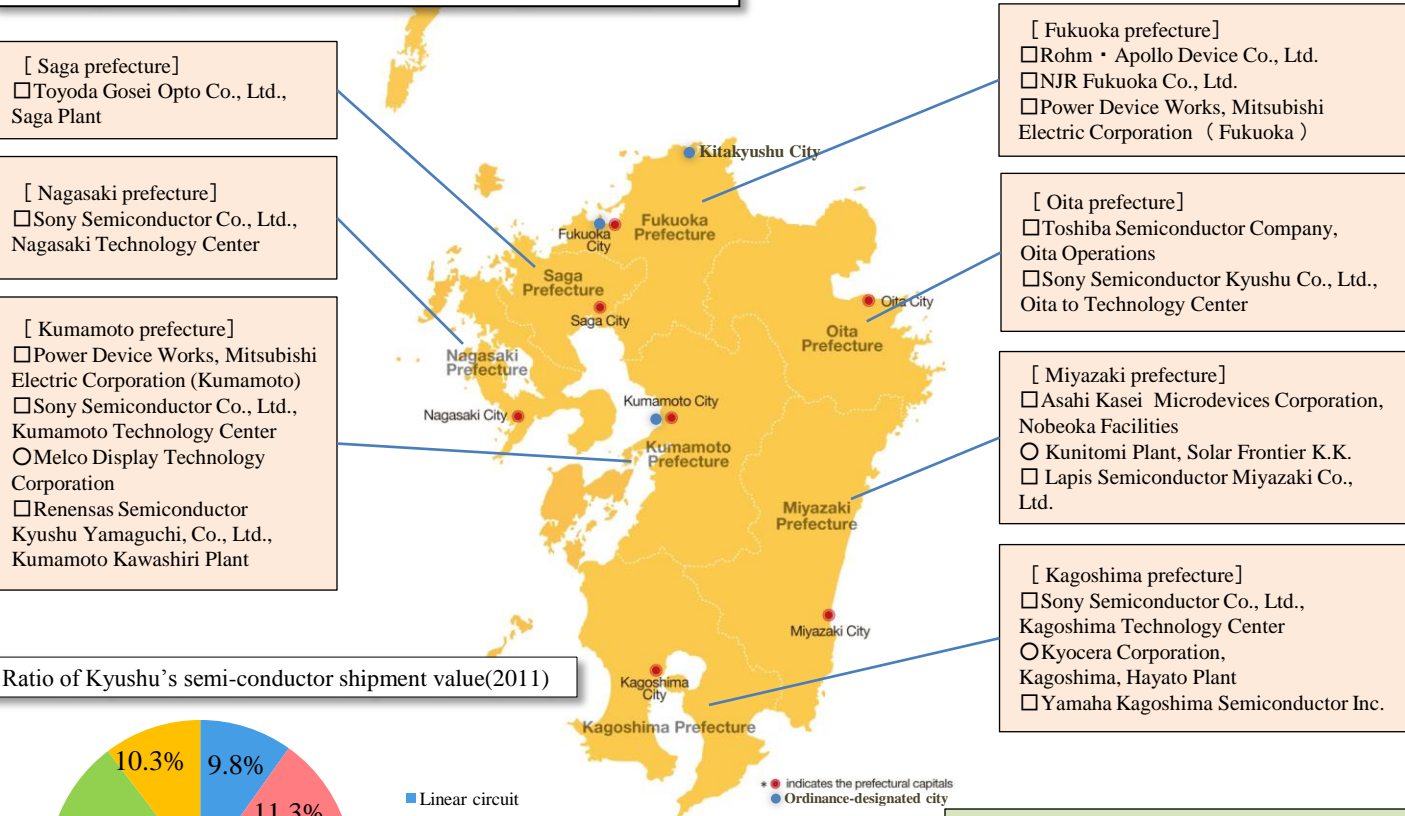 [ Saga prefecture]
□Toyoda Gosei Opto Co., Ltd.,
Saga Plant
[ Nagasaki prefecture]
□Sony Semiconductor Co., Ltd.,
Nagasaki Technology Center
[ Kumamoto prefecture]
□Power Device Works, Mitsubishi
Electric Corporation (Kumamoto)
□Sony Semiconductor Co., Ltd.,
Kumamoto Technology Center
○Melco Display Technology
Corporation
□Renensas Semiconductor
Kyushu Yamaguchi, Co., Ltd.,
Kumamoto Kawashiri Plant
[ Fukuoka prefecture]
□Rohm・Apollo Device Co., Ltd.
□NJR Fukuoka Co., Ltd.
□Power Device Works, Mitsubishi
Electric Corporation ( Fukuoka )
[ Oita prefecture]
□Toshiba Semiconductor Company,
Oita Operations
□Sony Semiconductor Kyushu Co., Ltd.,
Oita to Technology Center
[ Miyazaki prefecture]
□Asahi Kasei Microdevices Corporation,
Nobeoka Facilities
○ Kunitomi Plant, Solar Frontier K.K.
□ Lapis Semiconductor Miyazaki Co.,
Ltd.
[ Kagoshima prefecture]
□Sony Semiconductor Co., Ltd.,
Kagoshima Technology Center
○Kyocera Corporation,
Kagoshima, Hayato Plant
□Yamaha Kagoshima Semiconductor Inc.
Kitakyushu City
Fukuoka
Prefecture
Fukuoka
City
Saga
Prefecture
Saga City
Oita City
Oita
Prefecture
Nagasaki
Prefecture
Nagasaki City
Kumamoto City
Kumamoto
Prefecture
Miyazaki
Prefecture
Miyazaki City
Kagoshima
City
Kagoshima Prefecture
* indicates the prefectural capitals
Ordinance-designated city
Ratio of Kyushu's semi-conductor shipment value(2011)
10.3%
9.8%
11.3%
Linear circuit